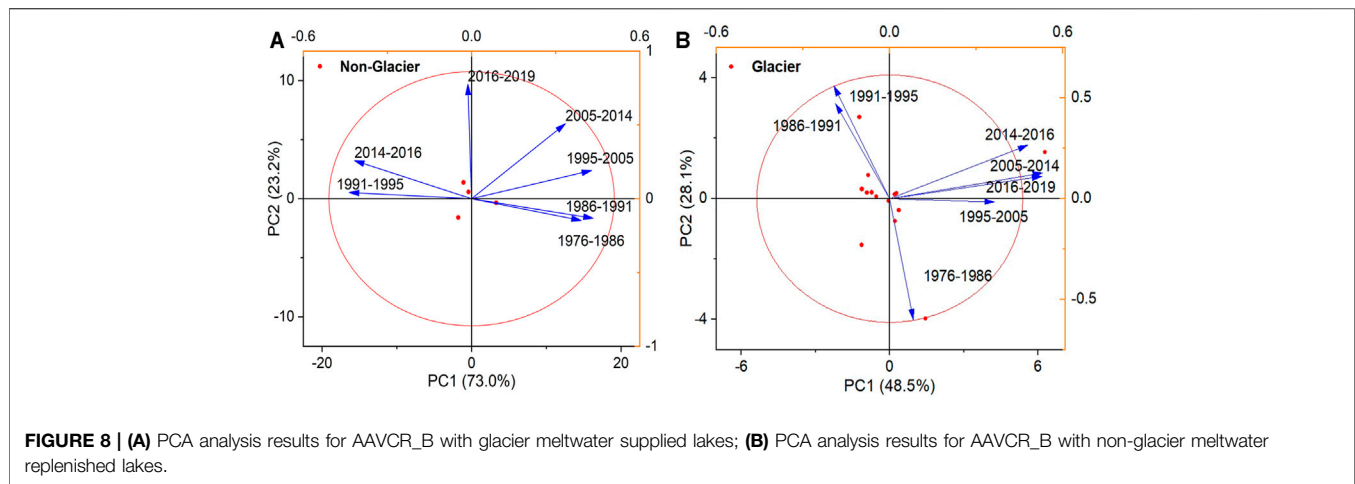 A
-0.6 0.0 0.6
1
Non-Glacier
10
2016-2019
2005-2014
2014-2016
1995-2005
1991-1995
0
0
1986-1991
1976-1986
-10
-1
-20 0 20
PC1 (73.0%)
PC2 (23.2%)
B
-0.6 0.0 0.6
Glacier
4
1991-1995
0.5
1986-1991
2014-2016
2
2005-2014
0
0.0
2016-2019
1995-2005
-2
1976-1986
-0.5
-4
-6 0 6
PC1 (48.5%)
PC2 (28.1%)
FIGURE 8 | (A) PCA analysis results for AAVCR_B with glacier meltwater supplied lakes; (B) PCA analysis results for AAVCR_B with non-glacier meltwater
replenished lakes.